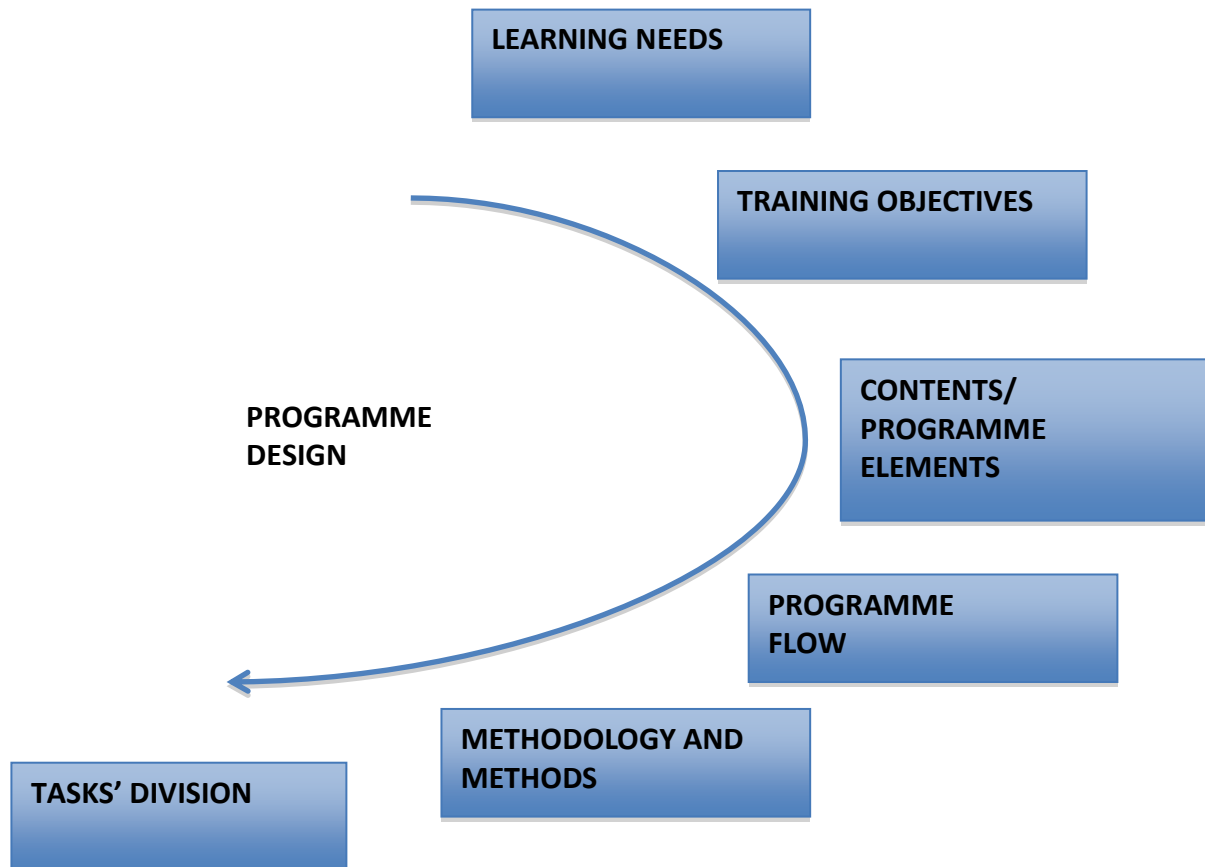 LEARNING NEEDS
TRAINING OBJECTIVES
CONTENTS/
PROGRAMME
ELEMENTS
PROGRAMME
DESIGN
PROGRAMME
FLOW
METHODOLOGY AND
METHODS
TASKS’ DIVISION